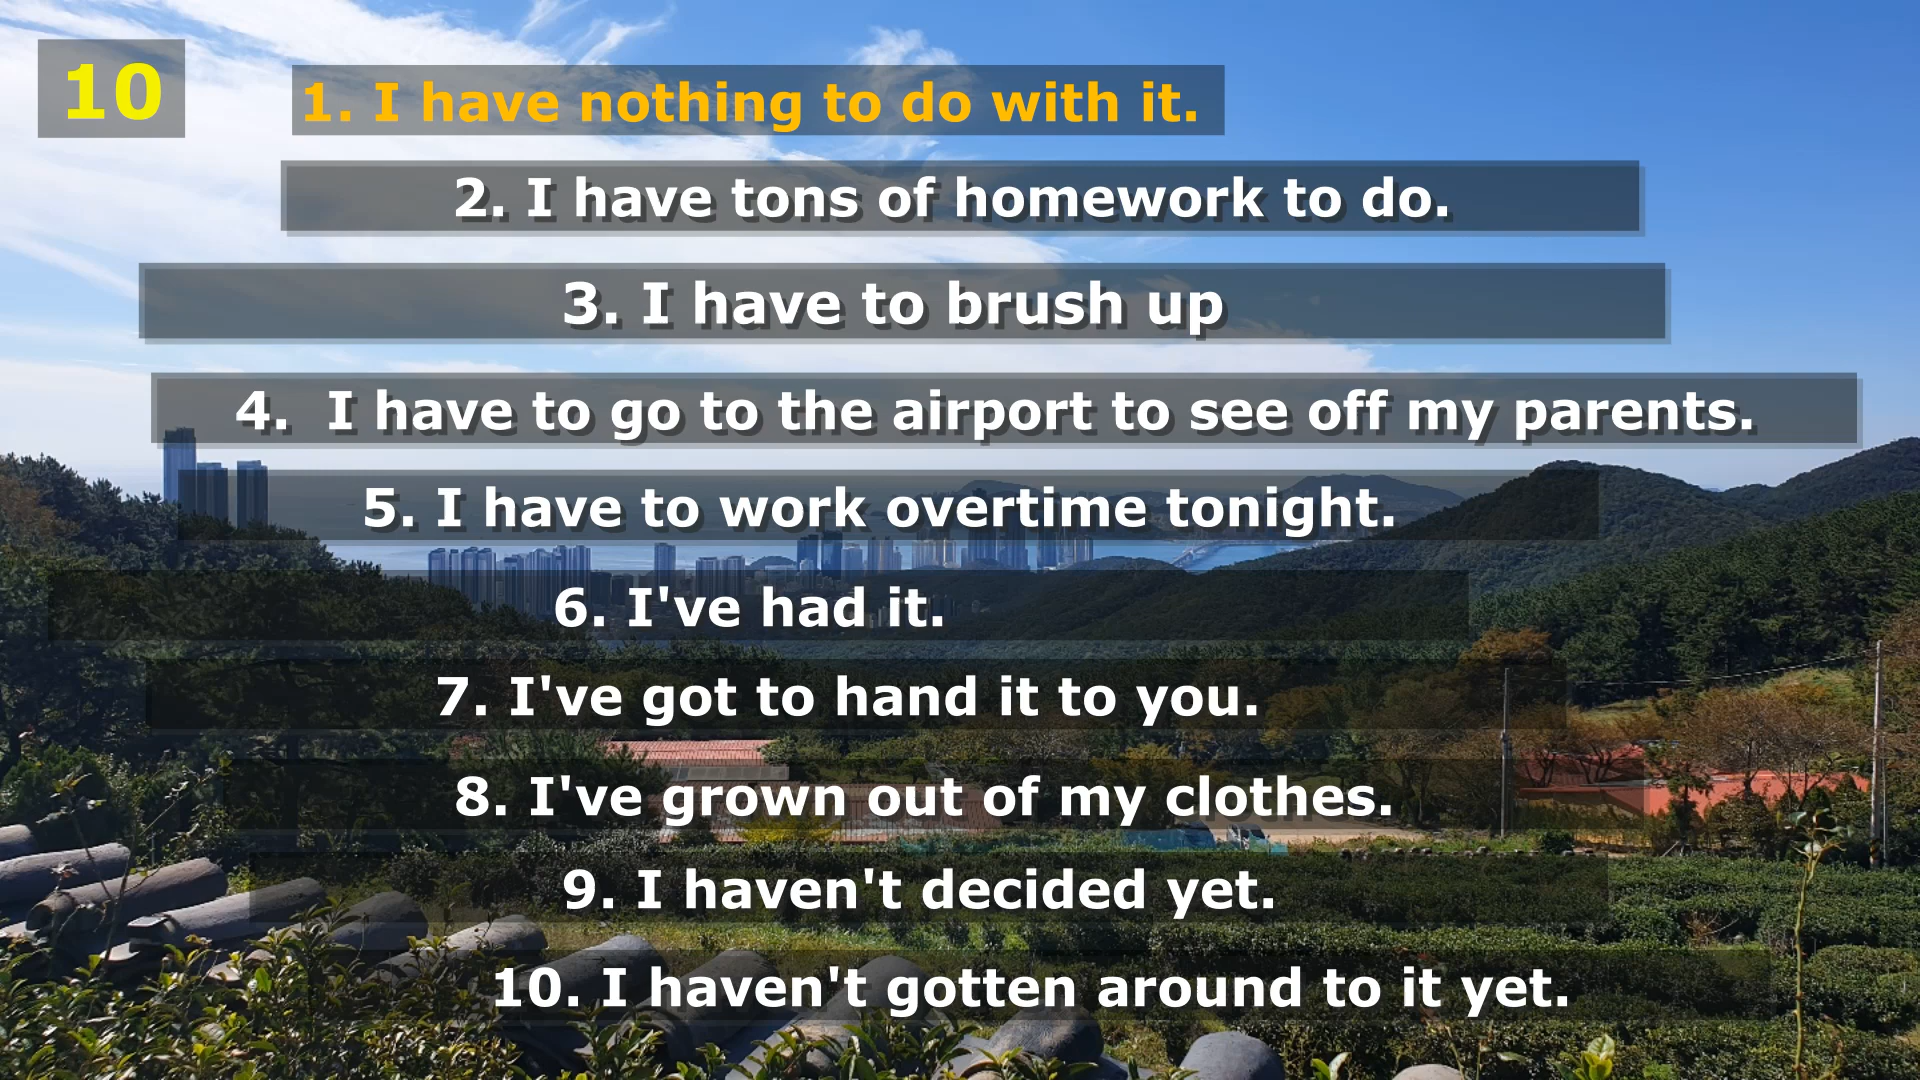 10
1. I have nothing to do with it.
2. I have tons of homework to do.
3. I have to brush up
4. I have to go to the airport to see off my parents.
5. I have to work overtime tonight.
6. I've had it.
7. I've got to hand it to you.
8. I've grown out of my clothes.
9. I haven't decided yet.
10. I haven't gotten around to it yet.